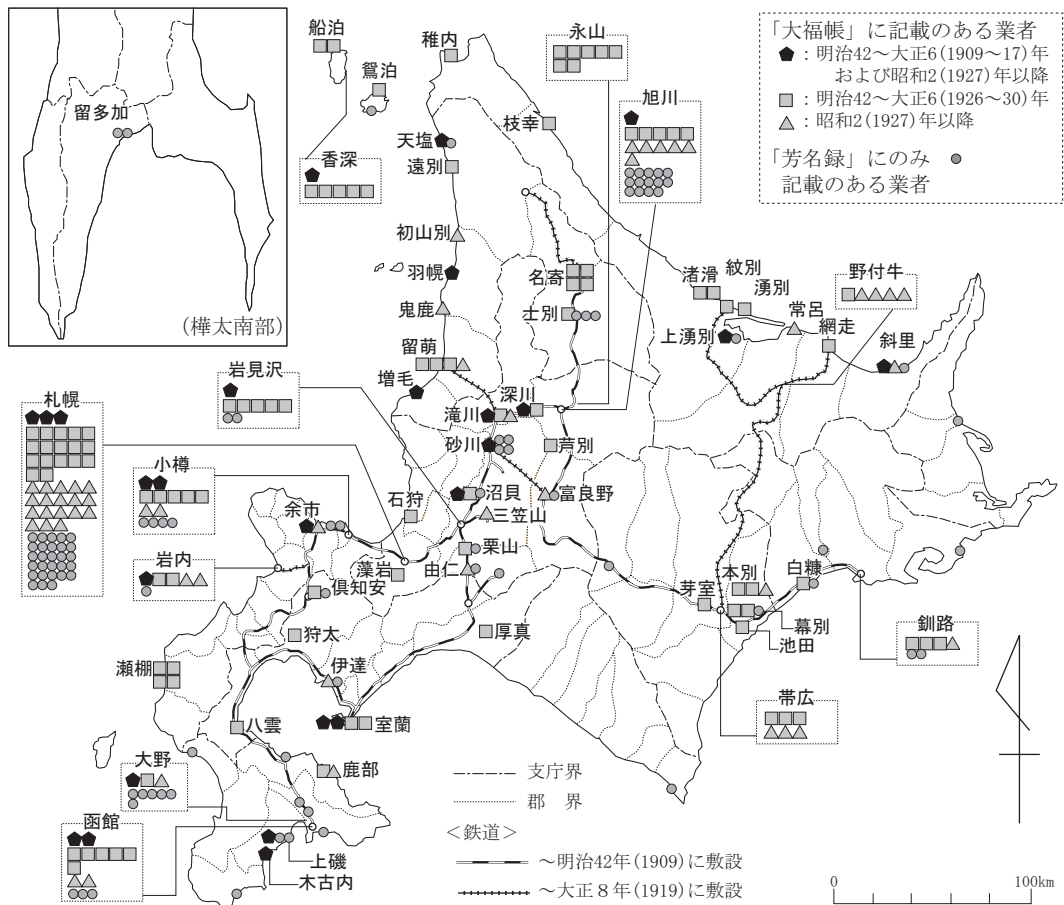 留多加
(樺太南部)
船泊
鴛泊
香深
稚内
天塩
遠別
初山別
羽幌
鬼鹿
留萌
増毛
枝幸
永山
旭川
名寄
士別
「大福帳」に記載のある業者
：明治42～大正6(1909～17)年
および昭和2(1927)年以降
：明治42～大正6(1926～30)年
：昭和2(1927)年以降
「芳名録」にのみ
記載のある業者
渚滑
紋別
湧別
常呂
網走
上湧別
野付牛
斜里
岩見沢
札幌
小樽
余市
岩内
石狩
滝川
深川
砂川
芦別
沼貝
富良野
三笠山
栗山
由仁
藻岩
倶知安
狩太
厚真
伊達
室蘭
瀬棚
八雲
大野
鹿部
函館
上磯
木古内
芽室
本別
白糠
幕別
池田
釧路
帯広
支庁界
郡　界
＜鉄道＞
～明治42年(1909)に敷設
～大正８年(1919)に敷設
0
100km